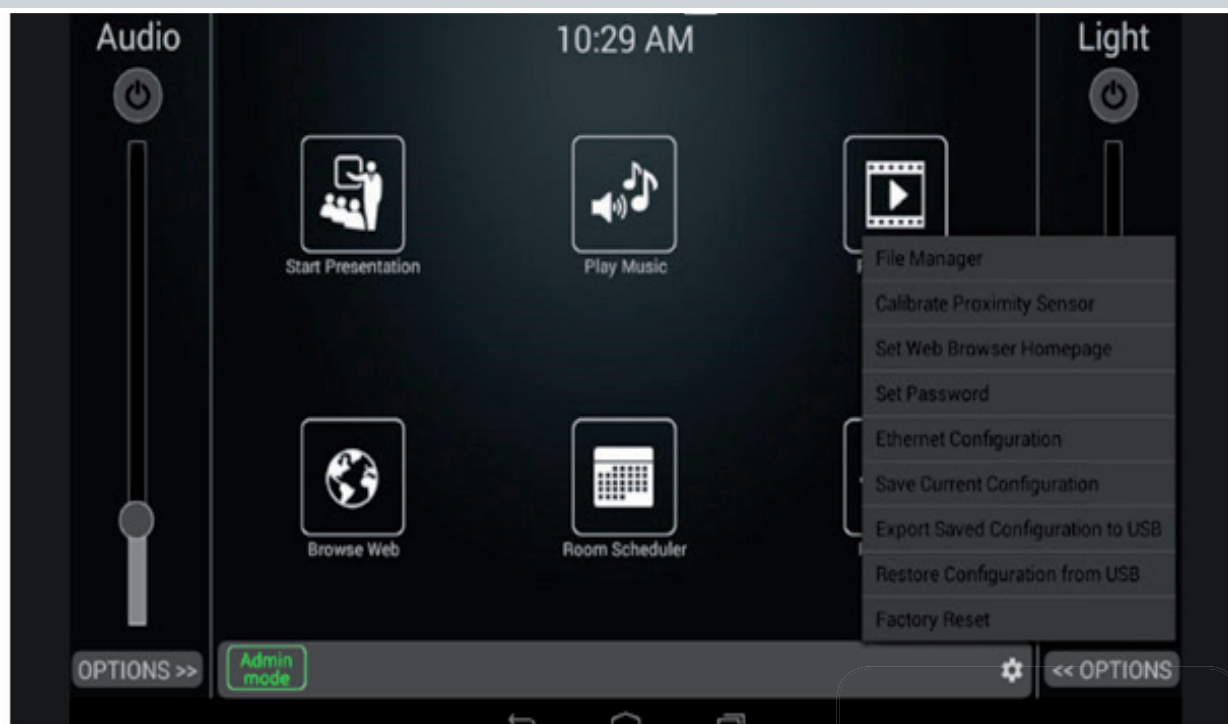 Audio
10:29 AM
Light
Start Presentation
Play Music
File Manager
Calibrate Proximity Sensor
Set Web Browser Homepage
Set Password
Ethernet Configuration
Save Current Configuration
Export Saved Configuration to USB
Restore Configuration from USB
Factory Reset
Browse Web
Room Scheduler
OPTIONS >>
Admin
mode
<< OPTIONS